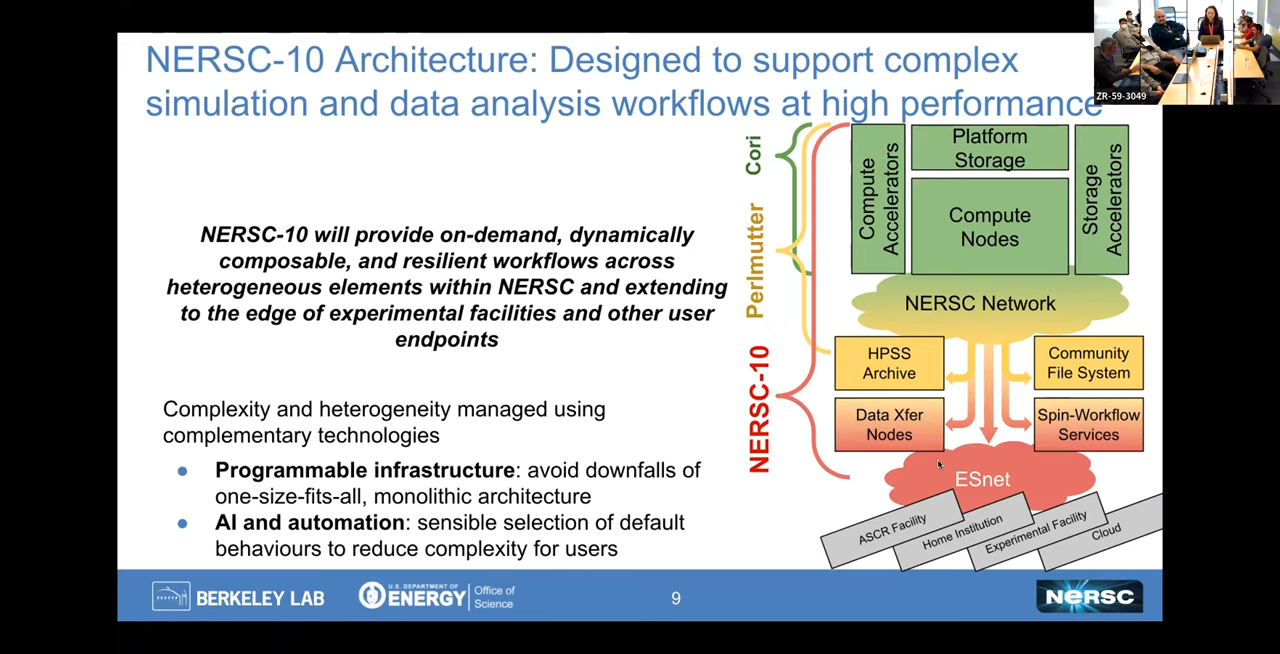 NERSC-10 Architecture: Designed to support complex
simulation and data analysis workflows at high performance
ZR-59-3049
NERSC-10 will provide on-demand, dynamically
composable, and resilient workflows across
heterogeneous elements within NERSC and extending
to the edge of experimental facilities and other user
endpoints
Complexity and heterogeneity managed using
complementary technologies
● Programmable infrastructure: avoid downfalls of
one-size-fits-all, monolithic architecture
● AI and automation: sensible selection of default
behaviours to reduce complexity for users
Cori
Perlmutter
NERSC-10
Compute
Accelerators
Platform
Storage
Compute
Nodes
Storage
Accelerators
NERSC Network
HPSS
Archive
Community
File System
Data Xfer
Nodes
Spin-Workflow
Services
ESnet
ASCR Facility
Home Institution
Experimental Facility
Cloud
BERKELEY LAB
U.S. DEPARTMENT OF
ENERGY
Office of
Science
9
NERSC